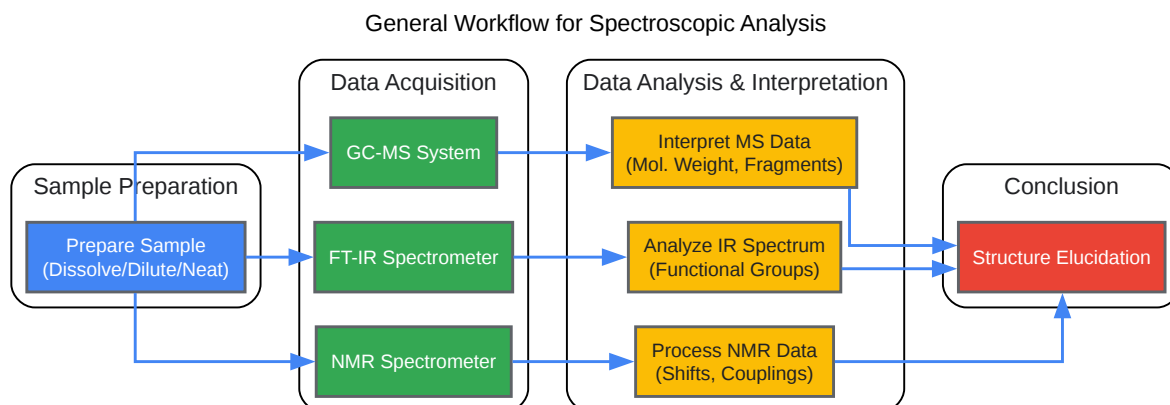 General Workflow for Spectroscopic Analysis
Sample Preparation
Prepare Sample
(Dissolve/Dilute/Neat)
Data Acquisition
GC-MS System
FT-IR Spectrometer
NMR Spectrometer
Data Analysis & Interpretation
Interpret MS Data
(Mol. Weight, Fragments)
Analyze IR Spectrum
(Functional Groups)
Process NMR Data
(Shifts, Couplings)
Conclusion
Structure Elucidation